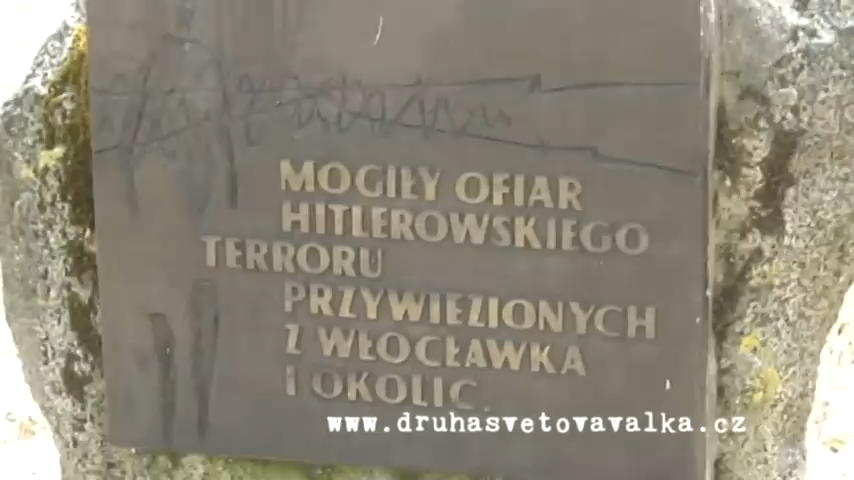 MOGIŁY OFIAR
HITLEROWSKIEGO
TERRORU
PRZYWIEZIONYCH
Z WŁOCŁAWKA
I OKOLIC.
www.druhasvetovavalka.cz